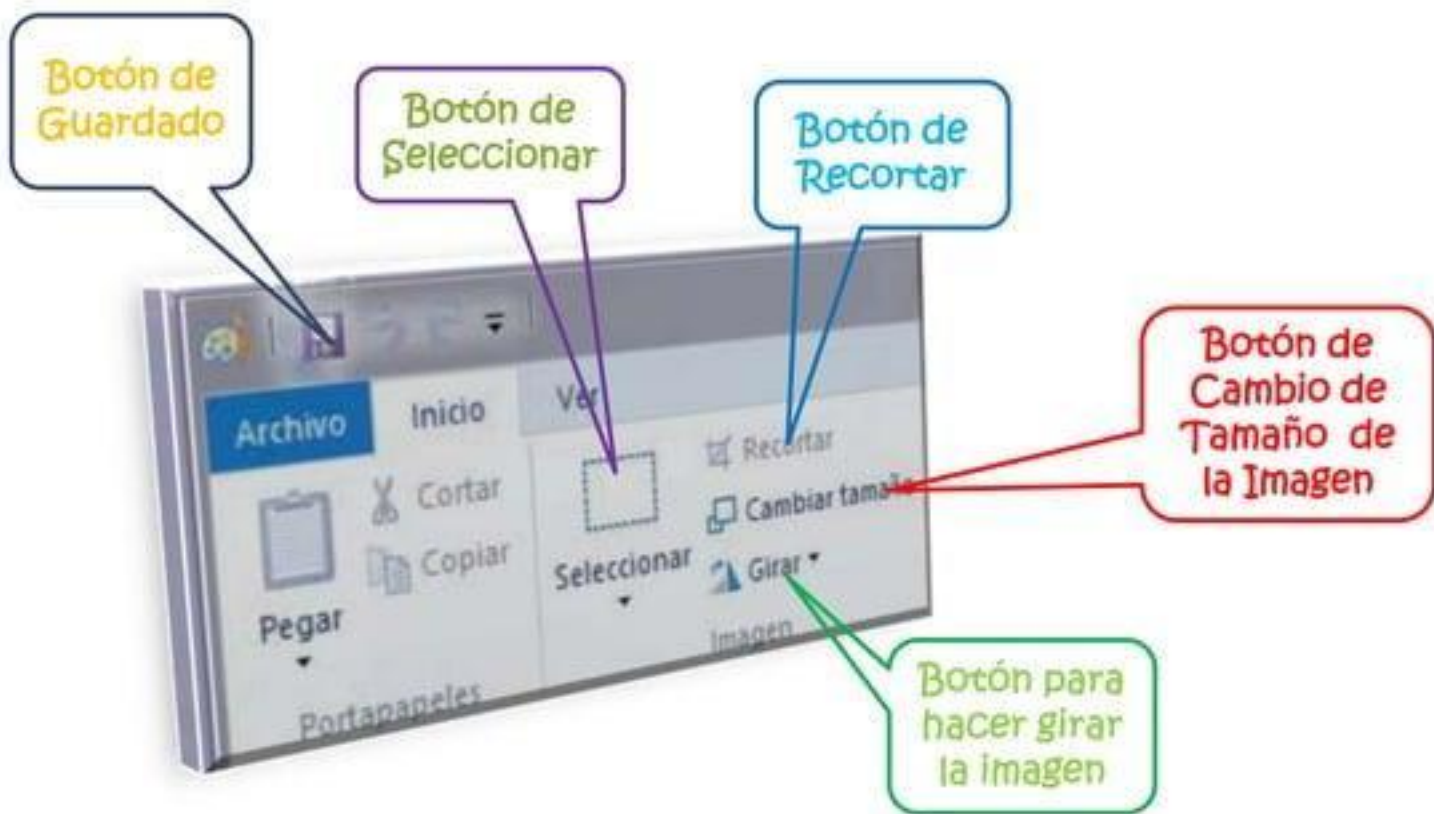 Botón de
Guardado
Botón de
Seleccionar
Botón de
Recortar
Botón de
Cambio de
Tamaño de
la Imagen
Archivo
Inicio
Ver
Pegar
Cortar
Copiar
Portapapeles
Seleccionar
Recortar
Cambiar tamaño
Girar
Imagen
Botón para
hacer girar
la imagen